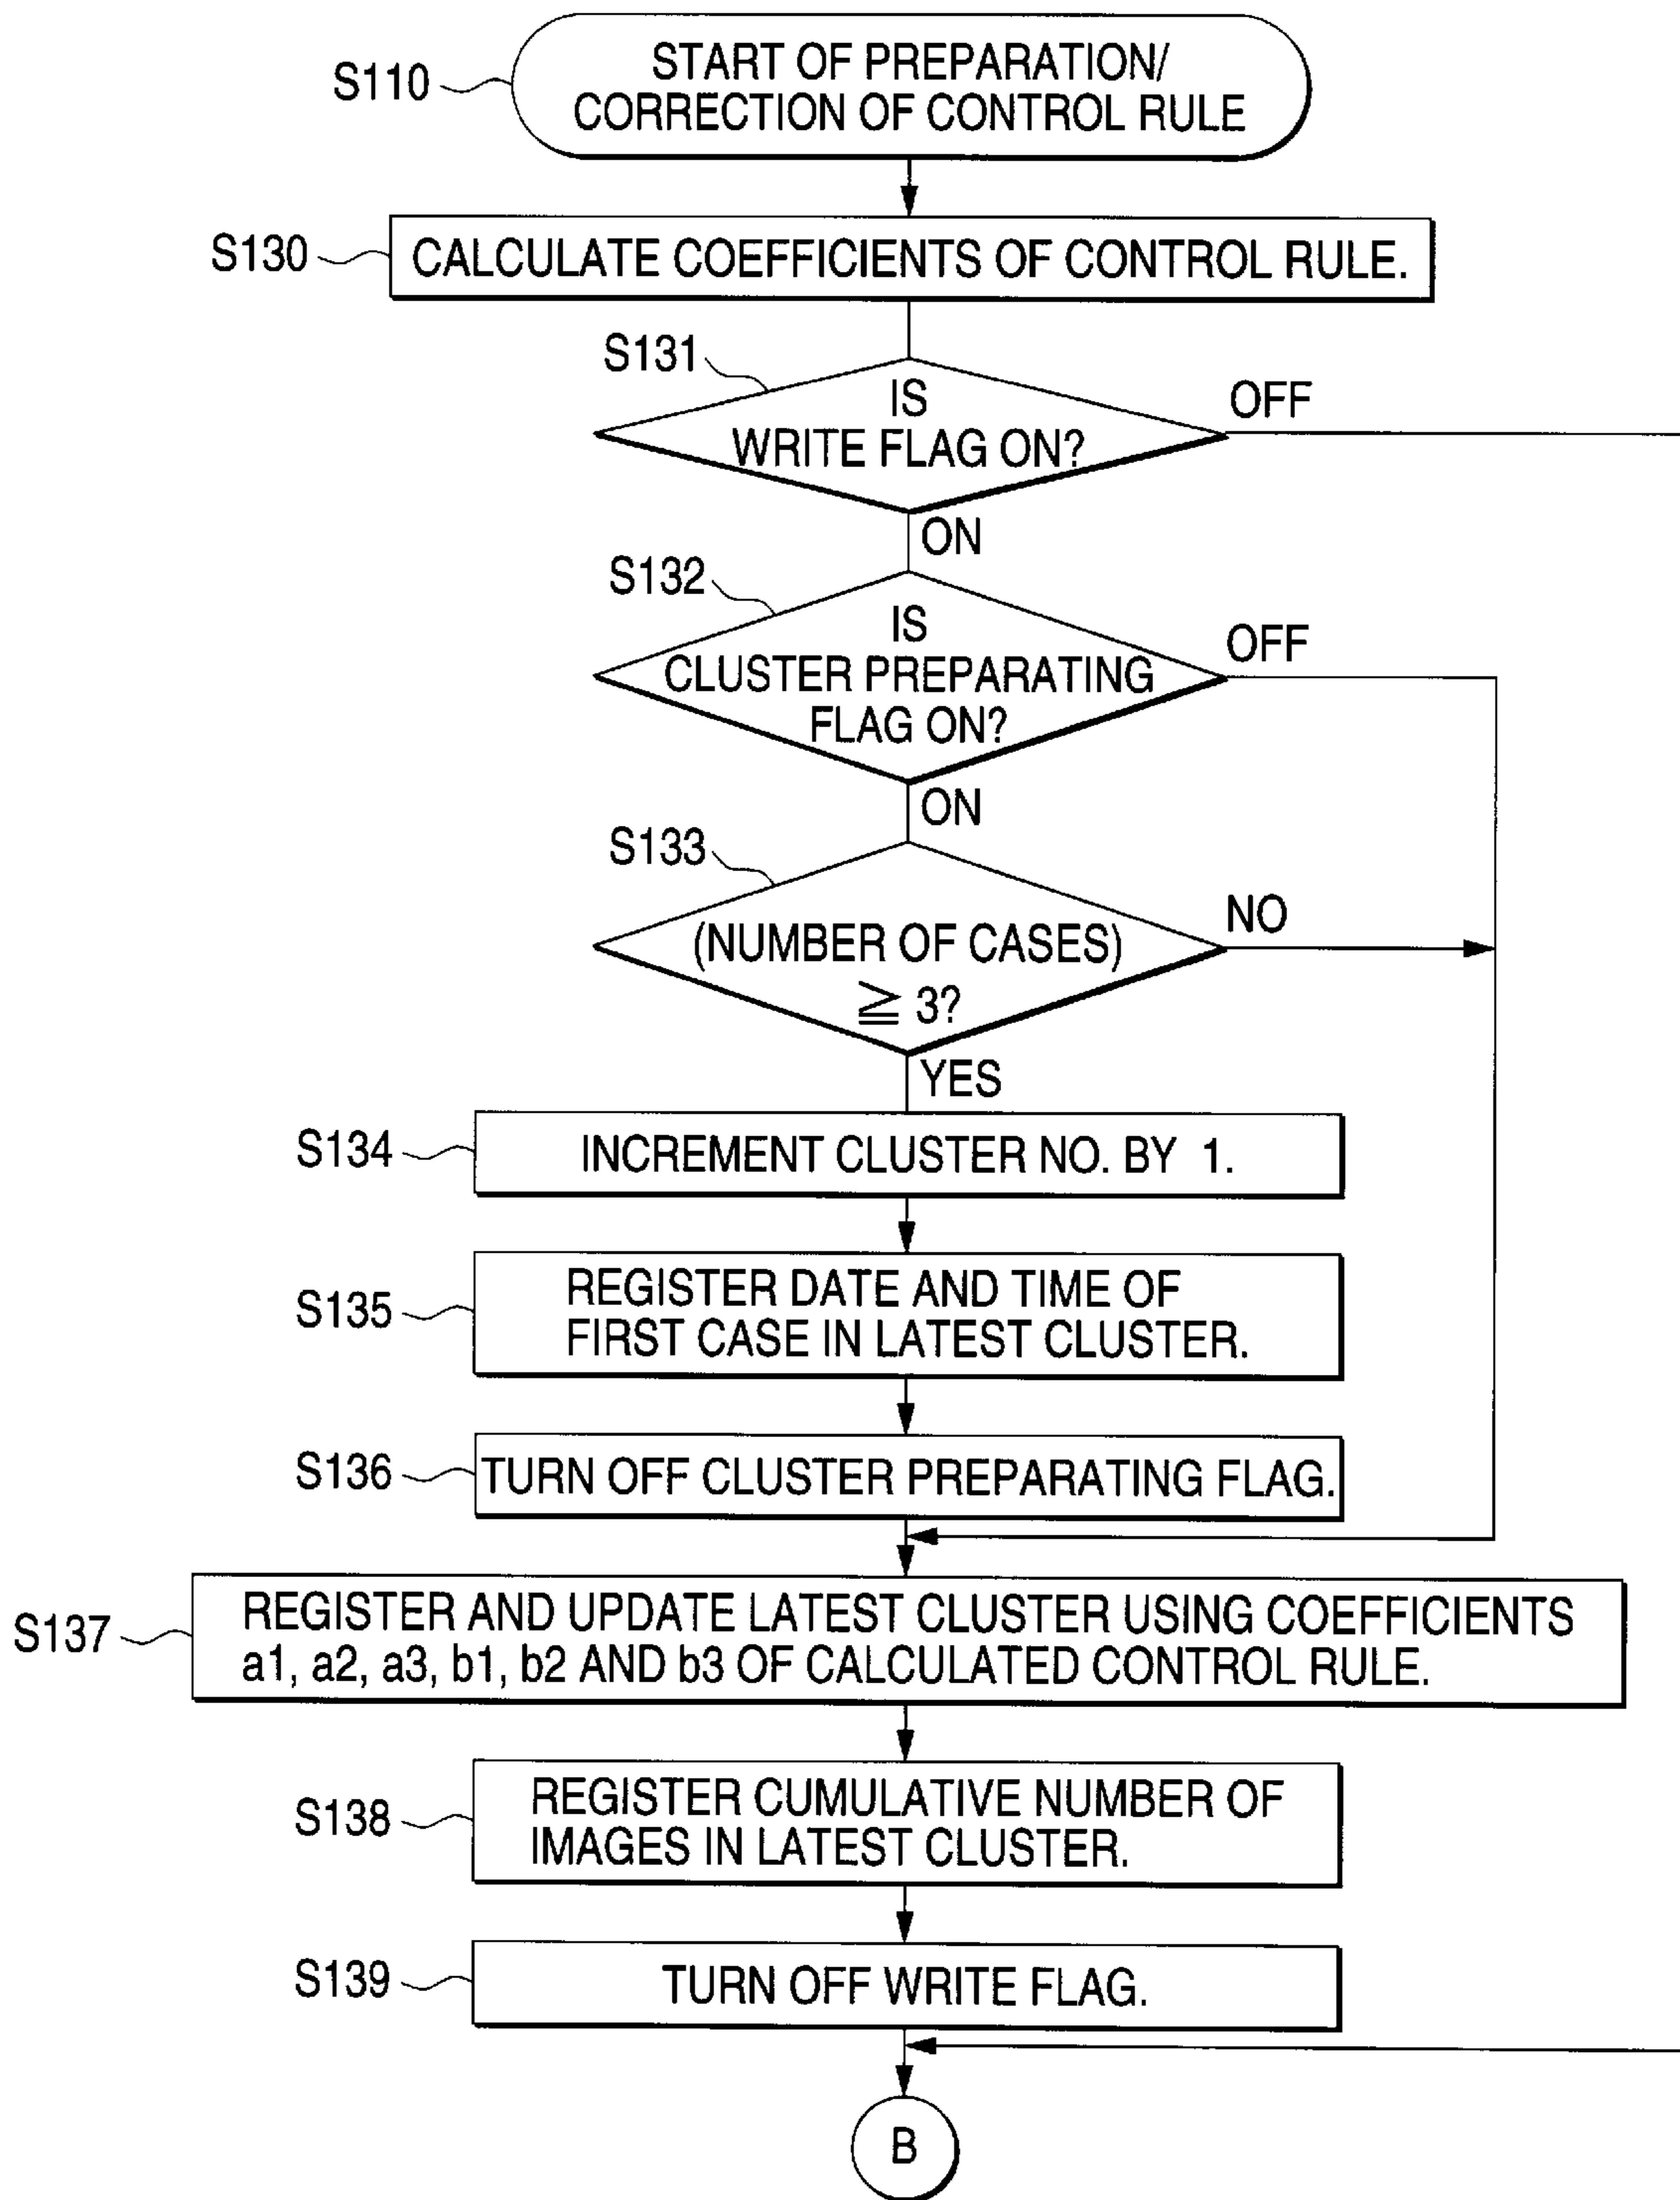 S110
START OF PREPARATION/
CORRECTION OF CONTROL RULE
S130
CALCULATE COEFFICIENTS OF CONTROL RULE.
S131
IS
WRITE FLAG ON?
OFF
ON
S132
IS
CLUSTER PREPARATING
FLAG ON?
OFF
ON
S133
(NUMBER OF CASES)
≧ 3?
NO
YES
S134
INCREMENT CLUSTER NO. BY 1.
S135
REGISTER DATE AND TIME OF
FIRST CASE IN LATEST CLUSTER.
S136
TURN OFF CLUSTER PREPARATING FLAG.
S137
REGISTER AND UPDATE LATEST CLUSTER USING COEFFICIENTS
a1, a2, a3, b1, b2 AND b3 OF CALCULATED CONTROL RULE.
S138
REGISTER CUMULATIVE NUMBER OF
IMAGES IN LATEST CLUSTER.
S139
TURN OFF WRITE FLAG.
B